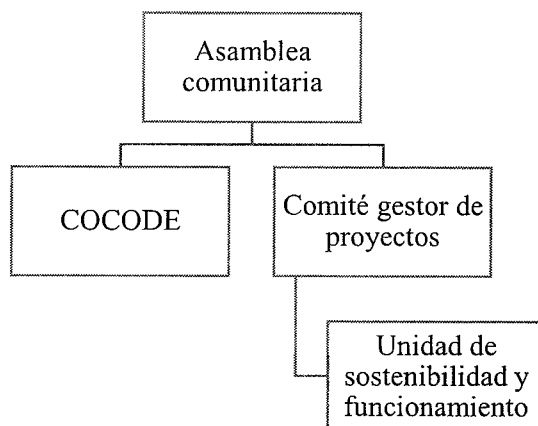 Asamblea
comunitaria
COCODE
Comité gestor de
proyectos
Unidad de
sostenibilidad y
funcionamiento